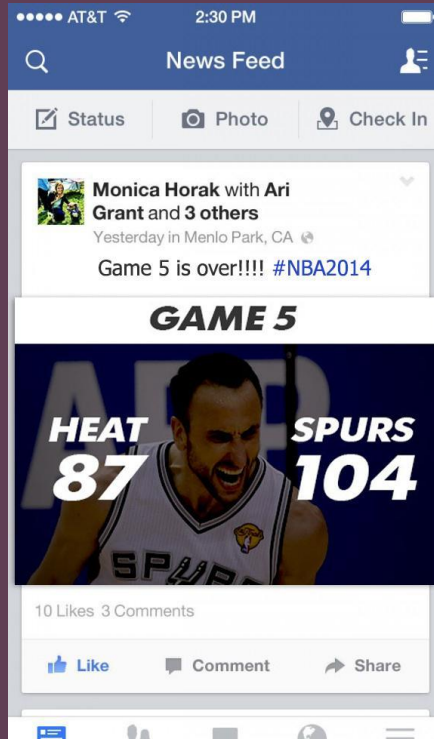 AT&T 2:30 PM
News Feed
Status Photo Check In
Monica Horak with Ari
Grant and 3 others
Yesterday in Menlo Park, CA
Game 5 is over!!!! #NBA2014
GAME 5
HEAT SPURS
87 104
SPURS
10 Likes 3 Comments
Like Comment Share